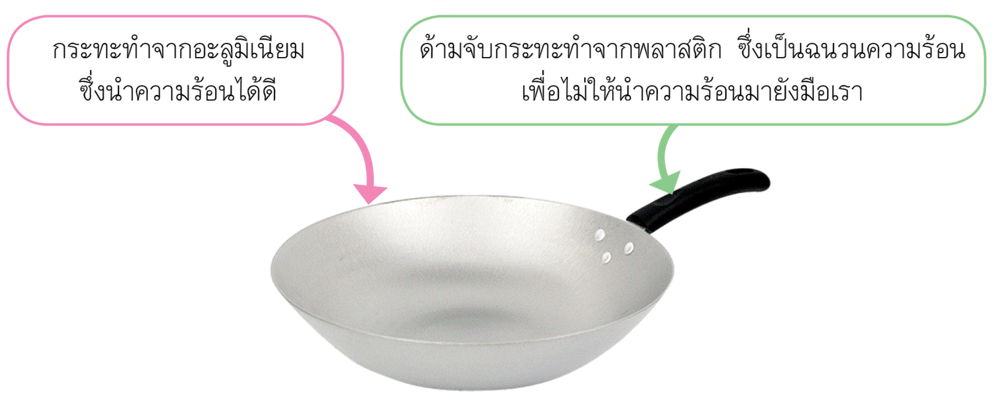 กระทะทำจากอะลูมิเนียม
ซึ่งนำความร้อนได้ดี
ด้ามจับกระทะทำจากพลาสติก ซึ่งเป็นฉนวนความร้อน
เพื่อไม่ให้นำความร้อนมายังมือเรา